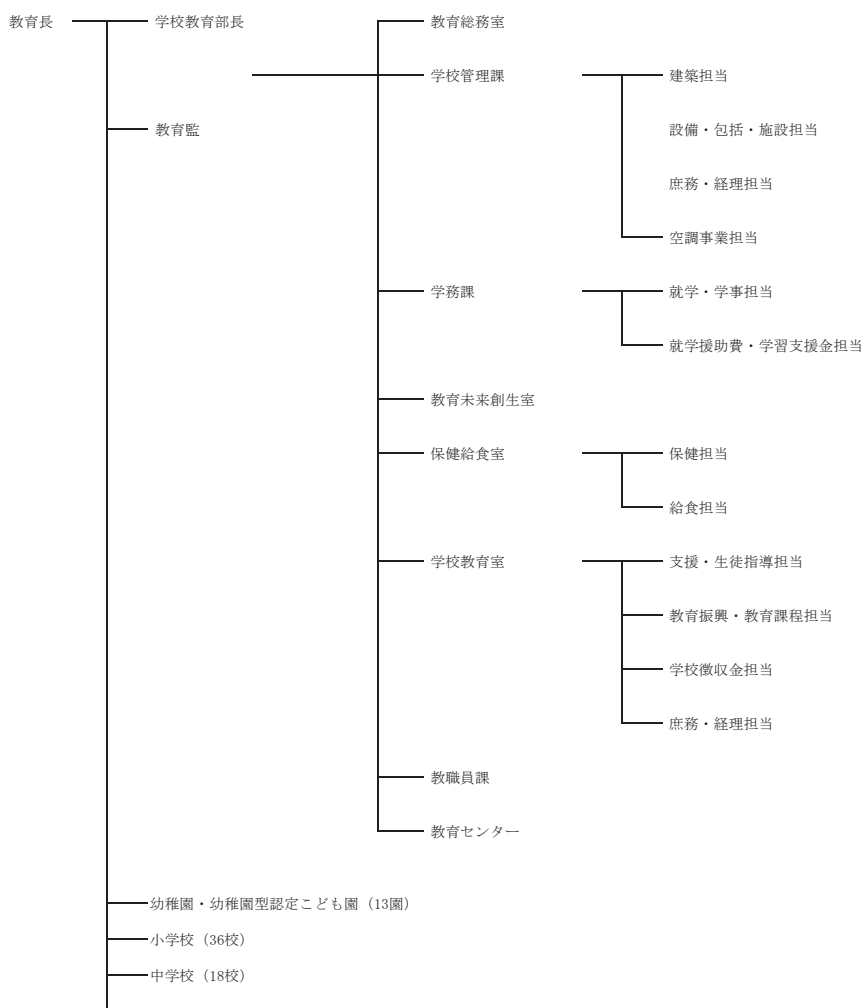 教育長 学校教育部長 教育総務室
学校管理課 建築担当
教育監 設備・包括・施設担当
庶務・経理担当
空調事業担当
学務課 就学・学事担当
就学援助費・学習支援金担当
教育未来創生室
保健給食室 保健担当
給食担当
学校教育室 支援・生徒指導担当
教育振興・教育課程担当
学校徴収金担当
庶務・経理担当
教職員課
教育センター
幼稚園・幼稚園型認定こども園（13園）
小学校（36校）
中学校（18校）